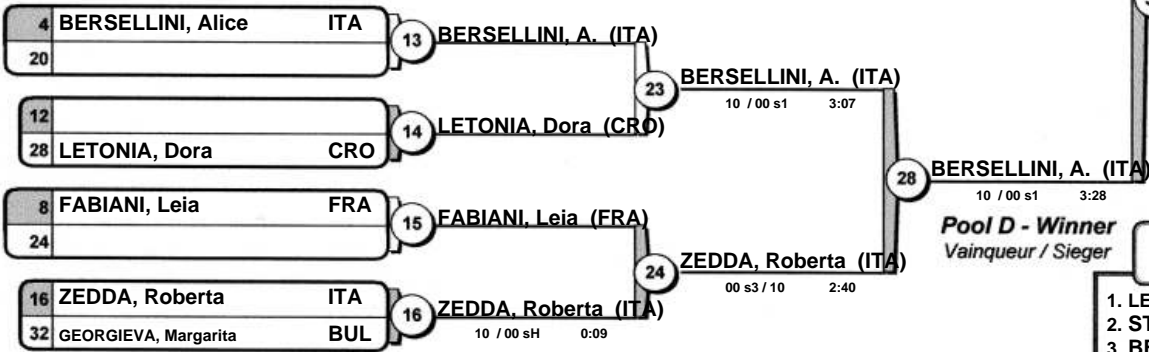 4 BERSELLINI, Alice ITA
20
13 BERSELLINI, A. (ITA)
12
28 LETONIA, Dora CRO
14 LETONIA, Dora (CRO)
23 BERSELLINI, A. (ITA)
10 / 00 s1 3:07
8 FABIANI, Leia FRA
24
15 FABIANI, Leia (FRA)
16 ZEDDA, Roberta ITA
32 GEORGIEVA, Margarita BUL
16 ZEDDA, Roberta (ITA)
10 / 00 sH 0:09
24 ZEDDA, Roberta (ITA)
00 s3 / 10 2:40
28 BERSELLINI, A. (ITA)
10 / 00 s1 3:28
Pool D - Winner
Vainqueur / Sieger
1. LE
2. ST
3. BE